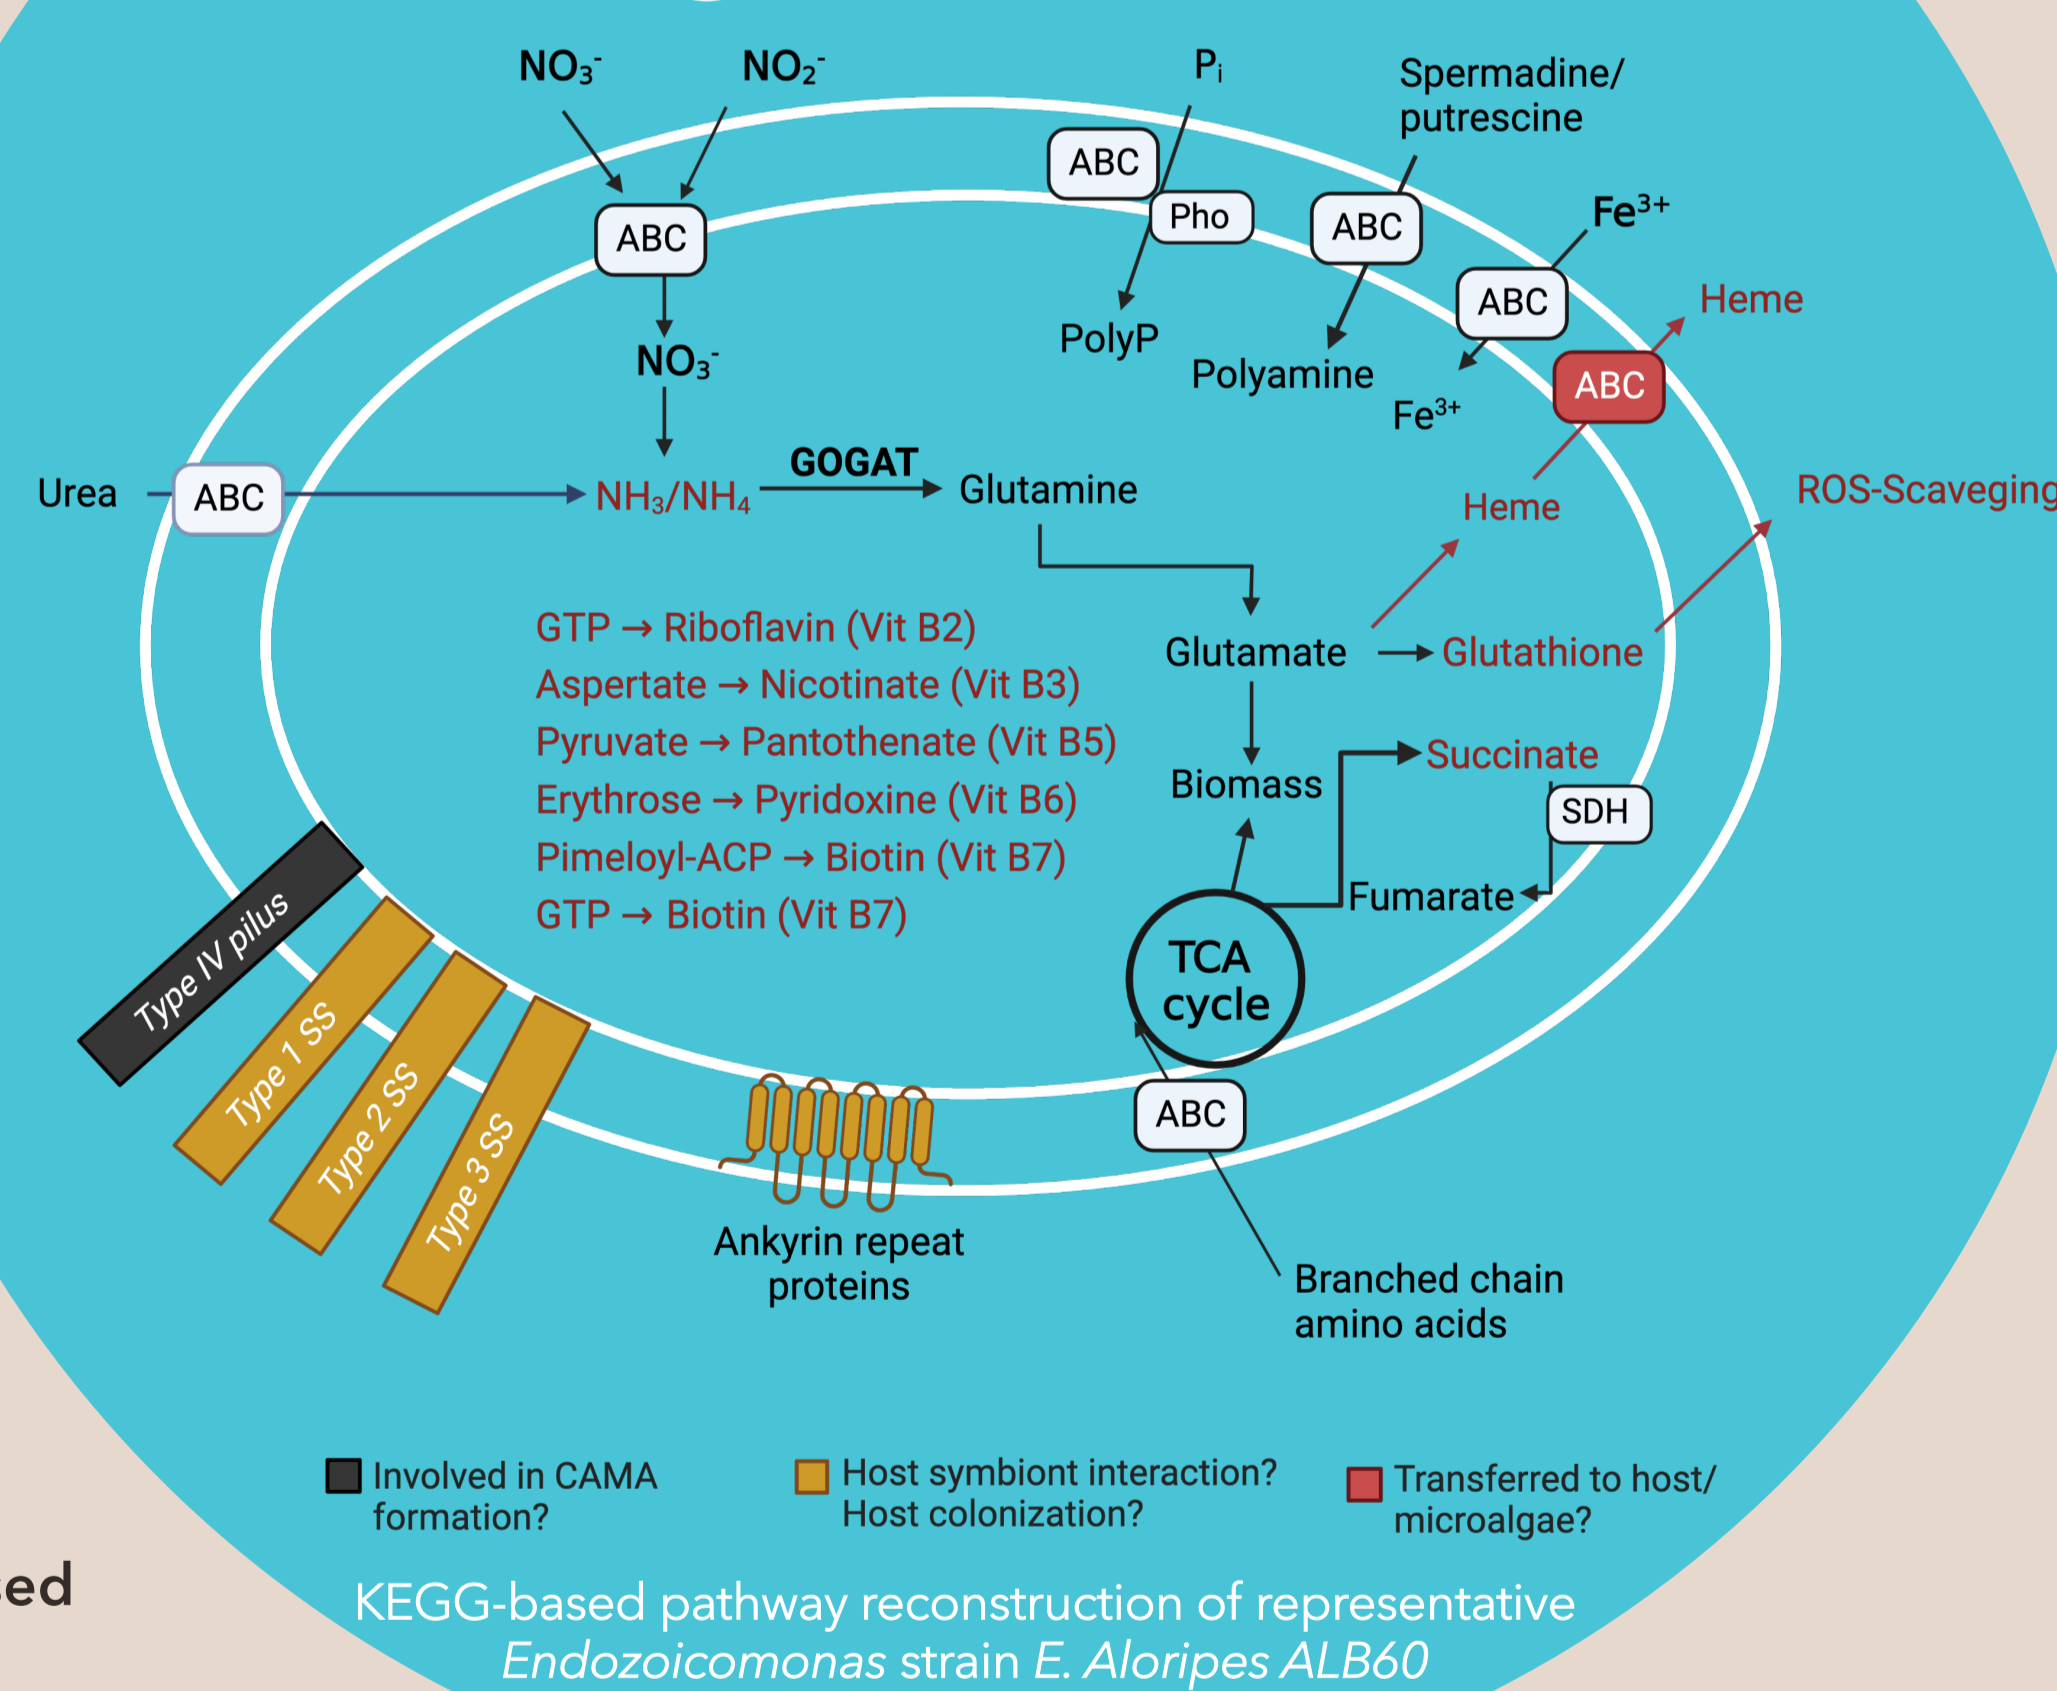 NO₃⁻
NO₂⁻
Pᵢ
Spermadine/
putrescine
ABC
Pho
ABC
ABC
Fe³⁺
ABC
Heme
NO₃⁻
PolyP
Polyamine
Fe³⁺
ABC
Urea
ABC
NH₃/NH₄
GOGAT
Glutamine
Heme
ROS-Scaveging
GTP → Riboflavin (Vit B2)
Aspertate → Nicotinate (Vit B3)
Pyruvate → Pantothenate (Vit B5)
Erythrose → Pyridoxine (Vit B6)
Pimeloyl-ACP → Biotin (Vit B7)
GTP → Biotin (Vit B7)
Glutamate
Glutathione
Biomass
Succinate
SDH
Fumarate
TCA
cycle
Type IV pilus
Type 1 SS
Type 2 SS
Type 3 SS
ABC
Ankyrin repeat
proteins
Branched chain
amino acids
Involved in CAMA
formation?
Host symbiont interaction?
Host colonization?
Transferred to host/
microalgae?
KEGG-based pathway reconstruction of representative
Endozoicomonas strain E. Aloripes ALB60